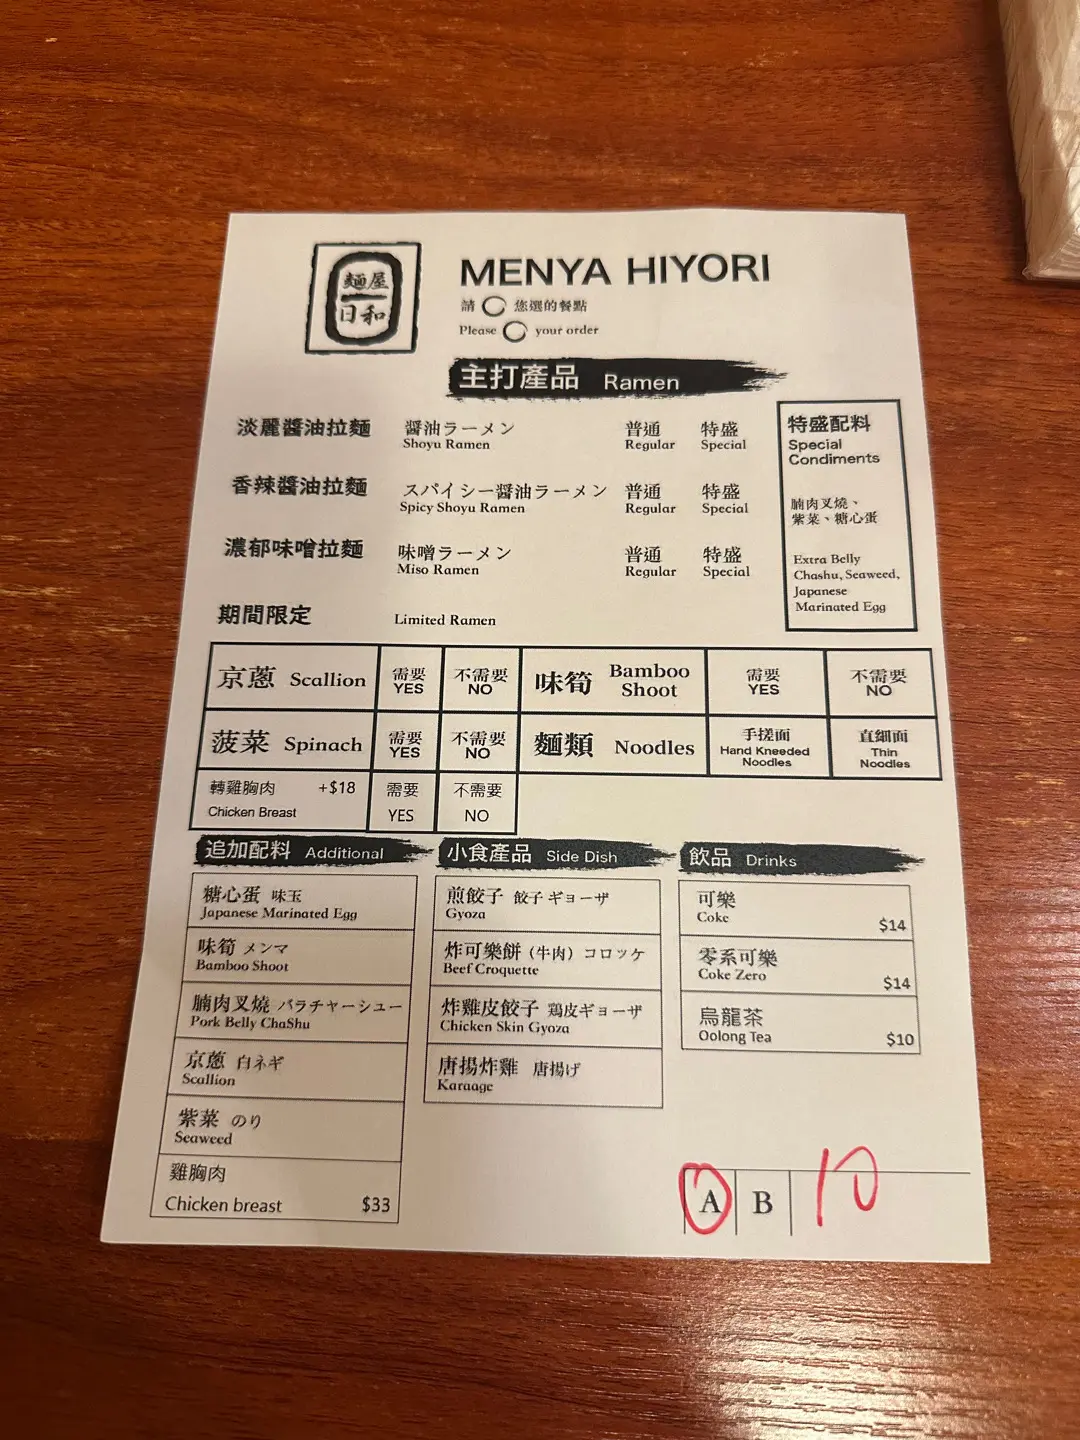 麵屋
日和
MENYA HIYORI
請 您選的餐點
Please your order
主打產品 Ramen
淡麗醬油拉麵 醤油ラーメン 普通 特盛
Shoyu Ramen Regular Special
香辣醬油拉麵 スパイシー醤油ラーメン 普通 特盛
Spicy Shoyu Ramen Regular Special
濃郁味噌拉麵 味噌ラーメン 普通 特盛
Miso Ramen Regular Special
期間限定 Limited Ramen
特盛配料
Special
Condiments
腩肉叉燒、
紫菜、糖心蛋
Extra Belly
Chashu, Seaweed,
Japanese
Marinated Egg
京蔥 Scallion 需要 YES 不需要 NO 味筍 Bamboo Shoot 需要 YES 不需要 NO
菠菜 Spinach 需要 YES 不需要 NO 麵類 Noodles 手搓面 Hand Kneeded Noodles 直細面 Thin Noodles
轉雞胸肉 +$18 需要 不需要
Chicken Breast YES NO
追加配料 Additional
糖心蛋 味玉
Japanese Marinated Egg
味筍 メンマ
Bamboo Shoot
腩肉叉燒 バラチャーシュー
Pork Belly ChaShu
京蔥 白ネギ
Scallion
紫菜 のり
Seaweed
雞胸肉
Chicken breast $33
小食產品 Side Dish
煎餃子 餃子 ギョーザ
Gyoza
炸可樂餅（牛肉）コロッケ
Beef Croquette
炸雞皮餃子 鶏皮ギョーザ
Chicken Skin Gyoza
唐揚炸雞 唐揚げ
Karaage
飲品 Drinks
可樂
Coke $14
零系可樂
Coke Zero $14
烏龍茶
Oolong Tea $10
A B 10